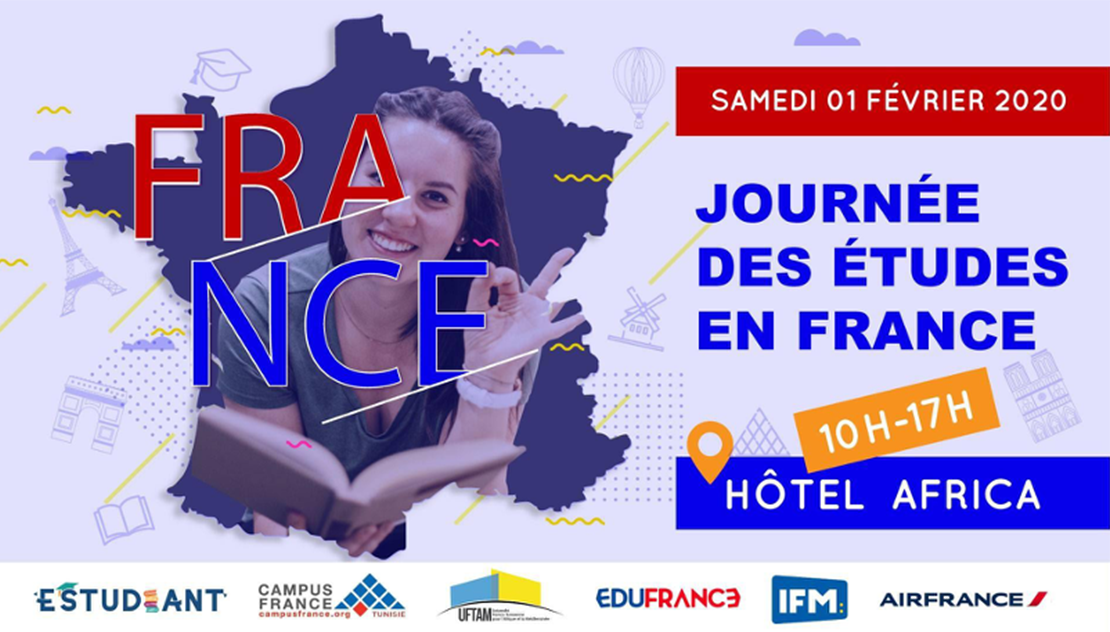 FRA
NCE
SAMEDI 01 FÉVRIER 2020
JOURNÉE
DES ÉTUDES
EN FRANCE
10H-17H
HÔTEL AFRICA
ESTUDIANT
CAMPUS
FRANCE
campusfrance.org TUNISIE
UFTAM
EDUFRANCE
IFM:
AIRFRANCE